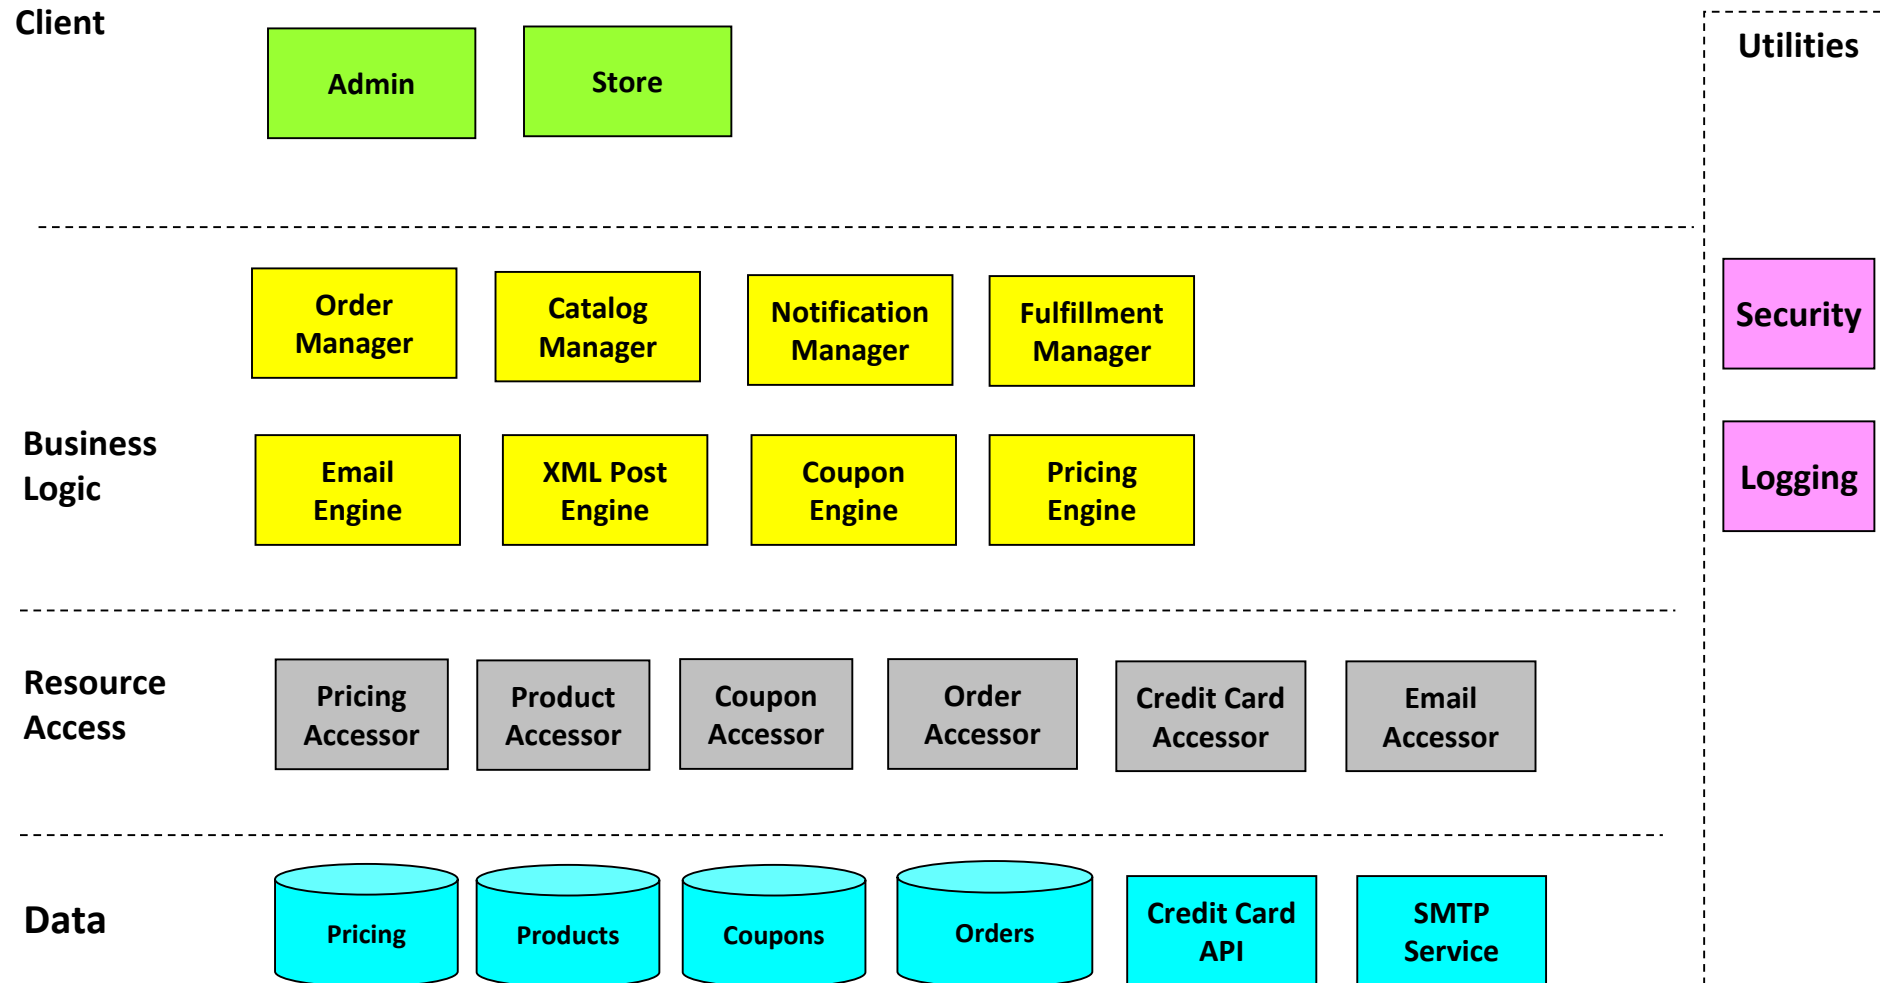 Client
Admin
Store
Utilities
Order
Manager
Catalog
Manager
Notification
Manager
Fulfillment
Manager
Security
Business
Logic
Email
Engine
XML Post
Engine
Coupon
Engine
Pricing
Engine
Logging
Resource
Access
Pricing
Accessor
Product
Accessor
Coupon
Accessor
Order
Accessor
Credit Card
Accessor
Email
Accessor
Data
Pricing
Products
Coupons
Orders
Credit Card
API
SMTP
Service